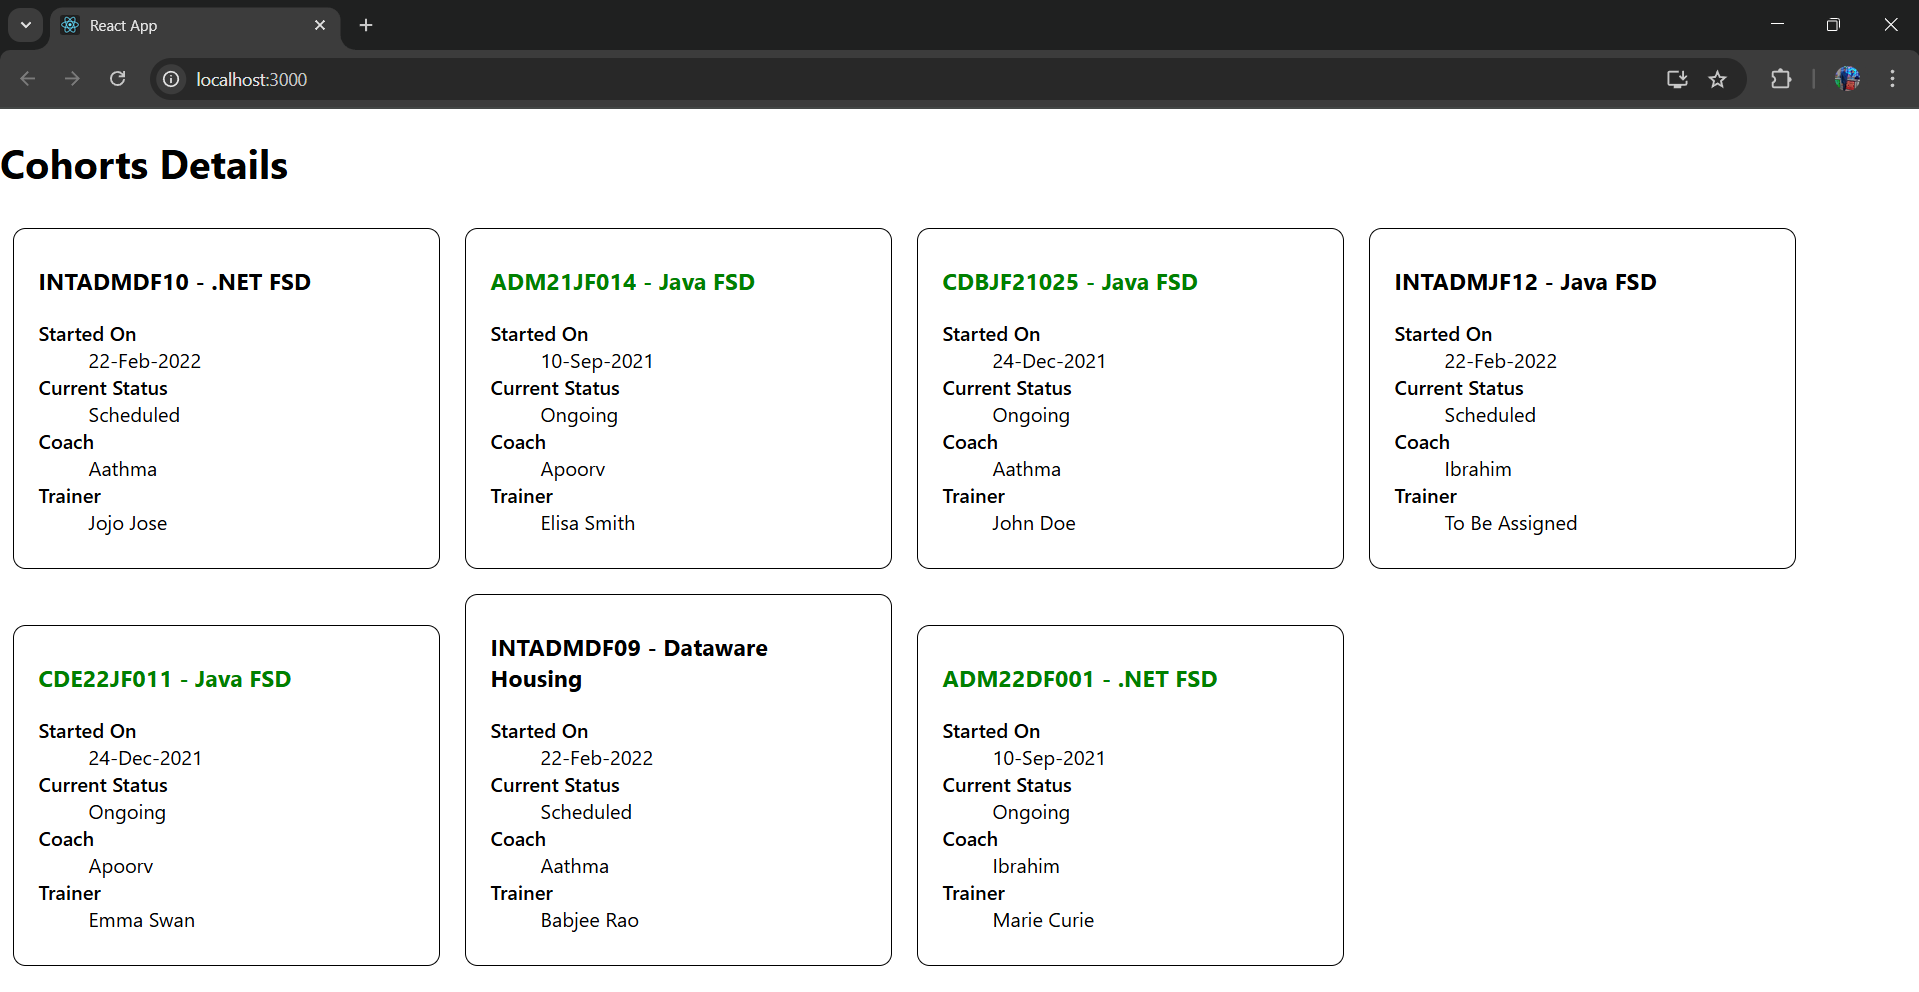 React App
localhost:3000
Cohorts Details
INTADMDF10 - .NET FSD
Started On
22-Feb-2022
Current Status
Scheduled
Coach
Aathma
Trainer
Jojo Jose
ADM21JF014 - Java FSD
Started On
10-Sep-2021
Current Status
Ongoing
Coach
Apoorv
Trainer
Elisa Smith
CDBJF21025 - Java FSD
Started On
24-Dec-2021
Current Status
Ongoing
Coach
Aathma
Trainer
John Doe
INTADMJF12 - Java FSD
Started On
22-Feb-2022
Current Status
Scheduled
Coach
Ibrahim
Trainer
To Be Assigned
CDE22JF011 - Java FSD
Started On
24-Dec-2021
Current Status
Ongoing
Coach
Apoorv
Trainer
Emma Swan
INTADMDF09 - Dataware
Housing
Started On
22-Feb-2022
Current Status
Scheduled
Coach
Aathma
Trainer
Babjee Rao
ADM22DF001 - .NET FSD
Started On
10-Sep-2021
Current Status
Ongoing
Coach
Ibrahim
Trainer
Marie Curie